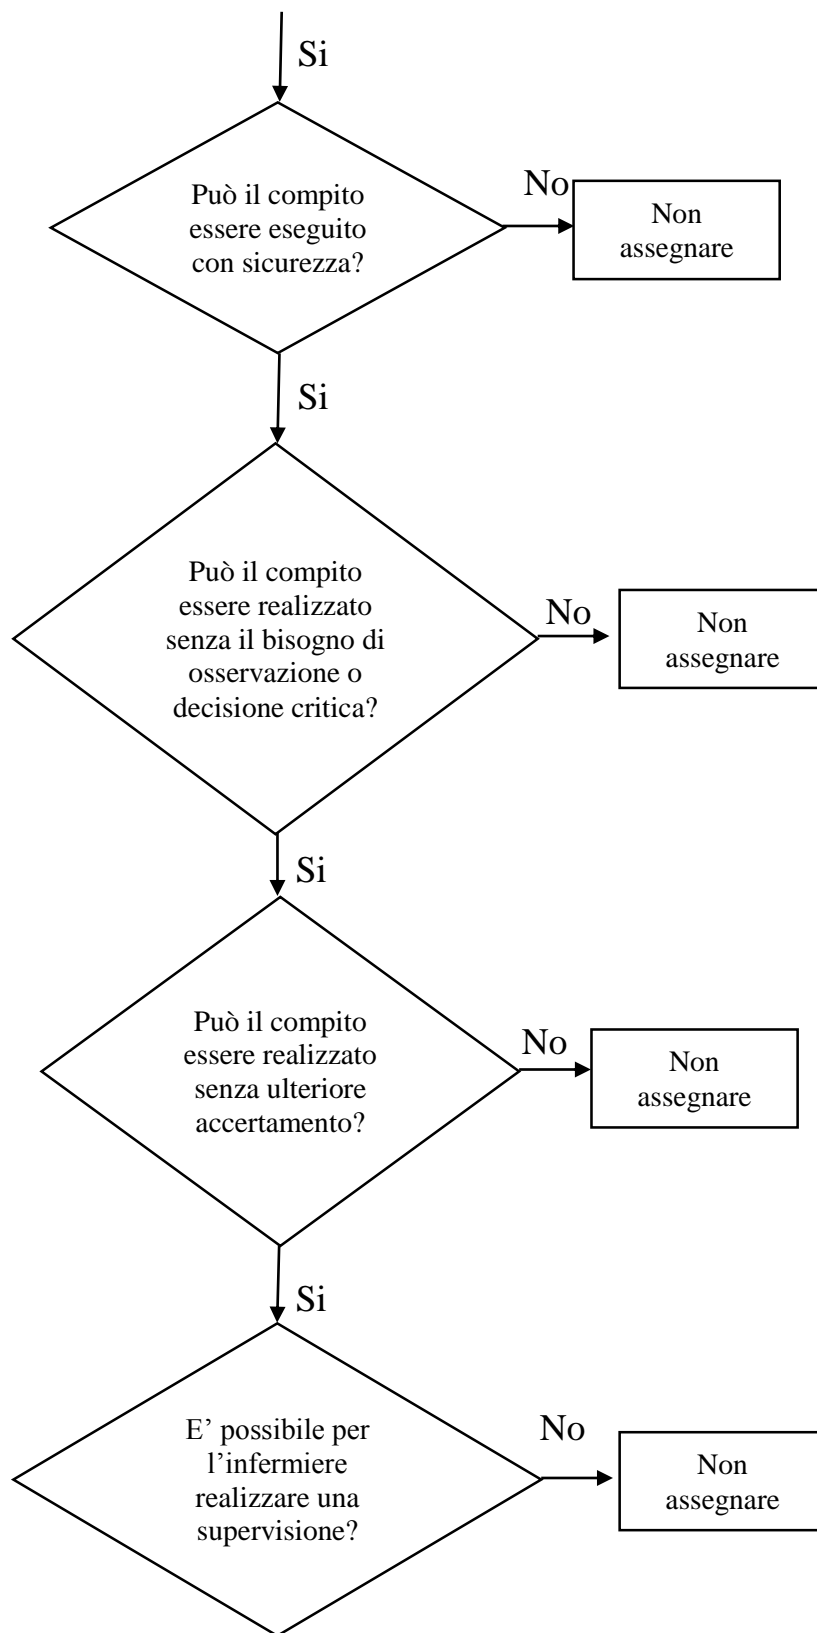 Si
Può il compito
essere eseguito
con sicurezza?
No
Non
assegnare
Si
Può il compito
essere realizzato
senza il bisogno di
osservazione o
decisione critica?
No
Non
assegnare
Si
Può il compito
essere realizzato
senza ulteriore
accertamento?
No
Non
assegnare
Si
E’ possibile per
l’infermiere
realizzare una
supervisione?
No
Non
assegnare